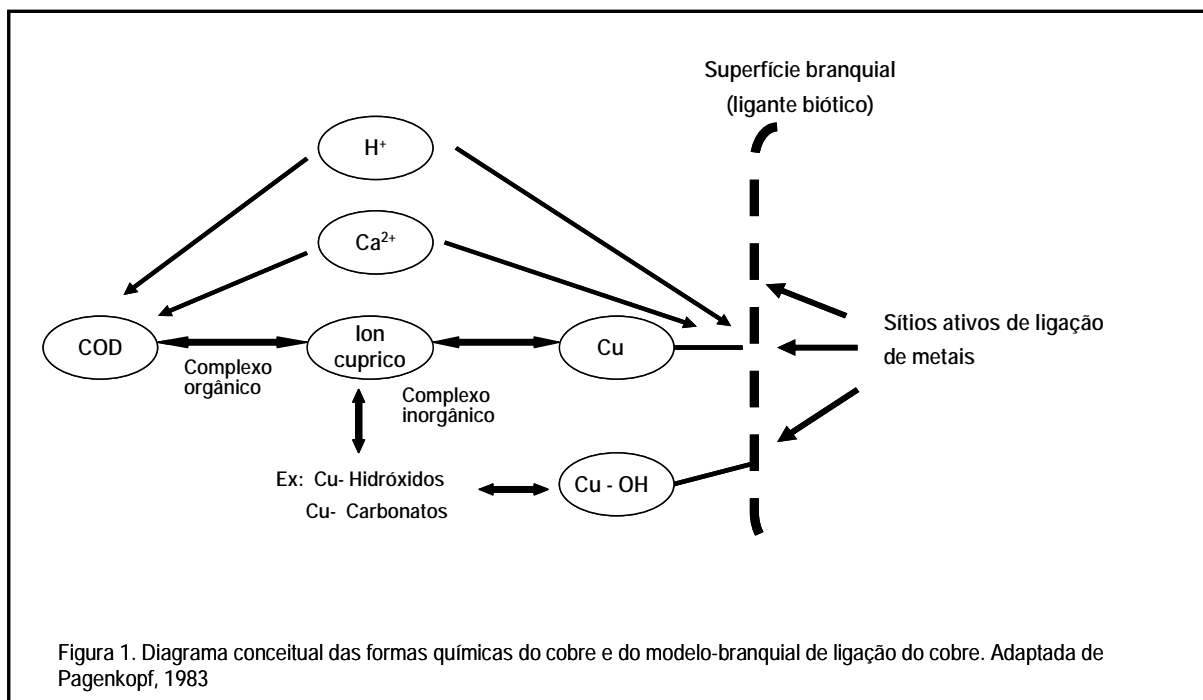 Superfície branquial
(ligante biótico)
H⁺
Ca²⁺
COD
Complexo
orgânico
Ion
cuprico
Complexo
inorgânico
Cu
Sítios ativos de ligação
de metais
Ex: Cu- Hidróxidos
Cu- Carbonatos
Cu - OH
Figura 1. Diagrama conceitual das formas químicas do cobre e do modelo-branquial de ligação do cobre. Adaptada de
Pagenkopf, 1983